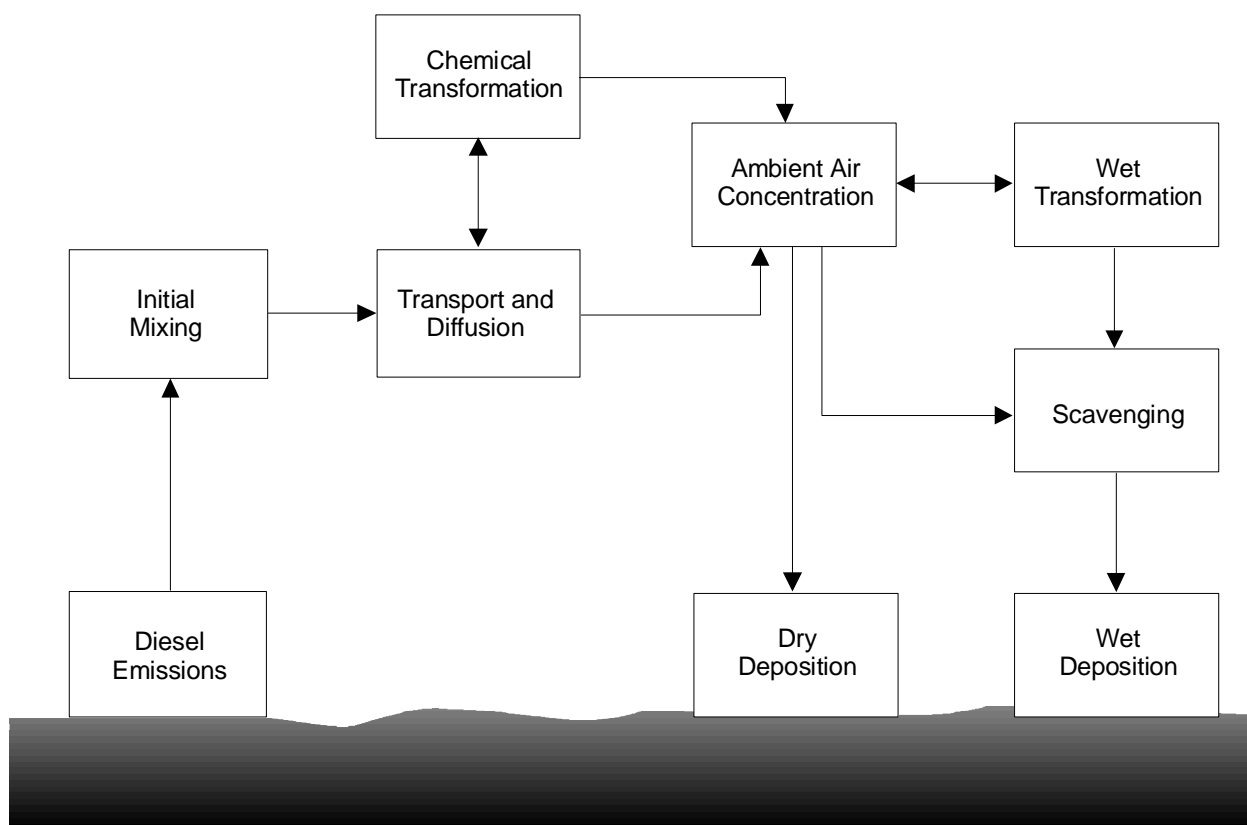 Chemical
Transformation
Ambient Air
Concentration
Wet
Transformation
Initial
Mixing
Transport and
Diffusion
Scavenging
Diesel
Emissions
Dry
Deposition
Wet
Deposition